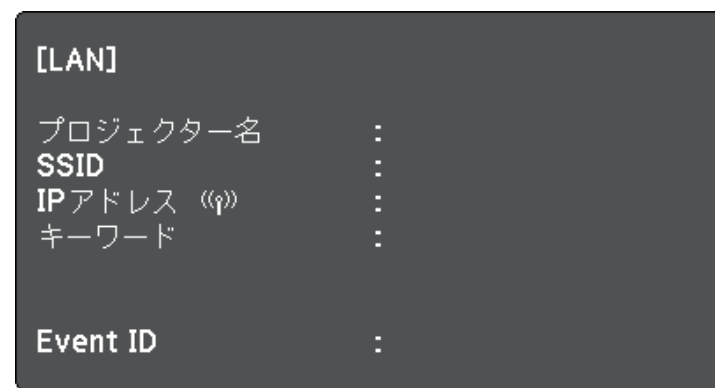 [LAN]
プロジェクター名 :
SSID :
IPアドレス :
キーワード :
Event ID :